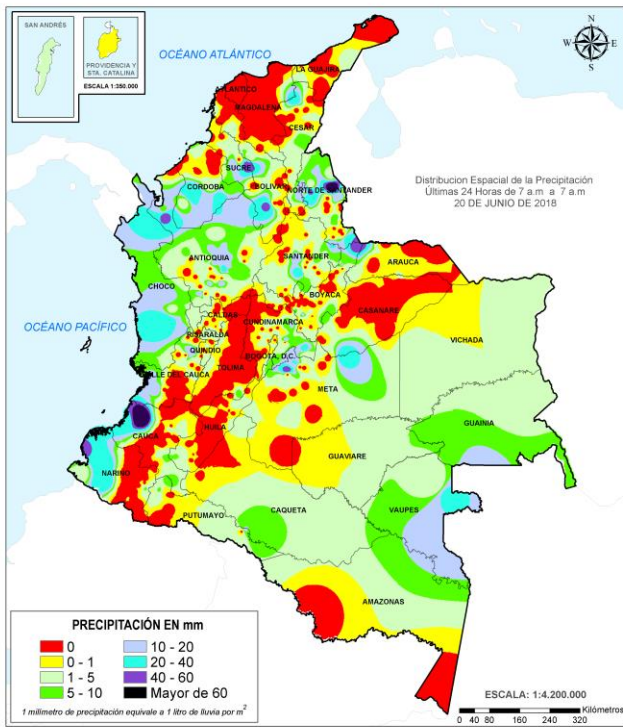 SAN ANDRÉS
PROVIDENCIA Y
STA. CATALINA
ESCALA 1:350.000
OCÉANO ATLÁNTICO
N
W
E
S
LA GUAJIRA
ATLANTICO
MAGDALENA
CESAR
SUCRE
CORDOBA
BOLIVAR
NORTE DE SANTANDER
Distribucion Espacial de la Precipitación
Últimas 24 Horas de 7 a.m a 7 a.m
20 DE JUNIO DE 2018
ANTIOQUIA
SANTANDER
ARAUCA
CHOCO
BOYACA
CASANARE
OCÉANO PACÍFICO
CALDAS
CUNDINAMARCA
RISARALDA
VICHADA
QUINDIO
BOGOTA, D.C.
VALLE DEL CAUCA
TOLIMA
META
GUAINIA
CAUCA
HUILA
GUAVIARE
NARIÑO
PUTUMAYO
CAQUETA
VAUPES
AMAZONAS
PRECIPITACIÓN EN mm
0
10 - 20
0 - 1
20 - 40
1 - 5
40 - 60
5 - 10
Mayor de 60
1 milimetro de precipitación equivale a 1 litro de lluvia por m2
ESCALA: 1:4.200.000
Kilómetros
0 40 80 160 240 320